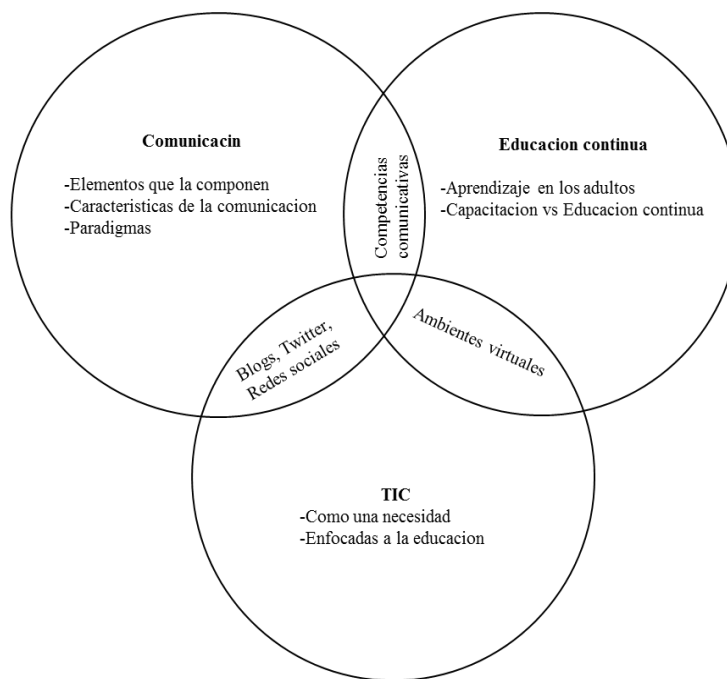 Comunicacin
-Elementos que la componen
-Caracteristicas de la comunicacion
-Paradigmas
Competencias
comunicativas
Educacion continua
-Aprendizaje en los adultos
-Capacitacion vs Educacion continua
Blogs, Twitter,
Redes sociales
Ambientes virtuales
TIC
-Como una necesidad
-Enfocadas a la educacion